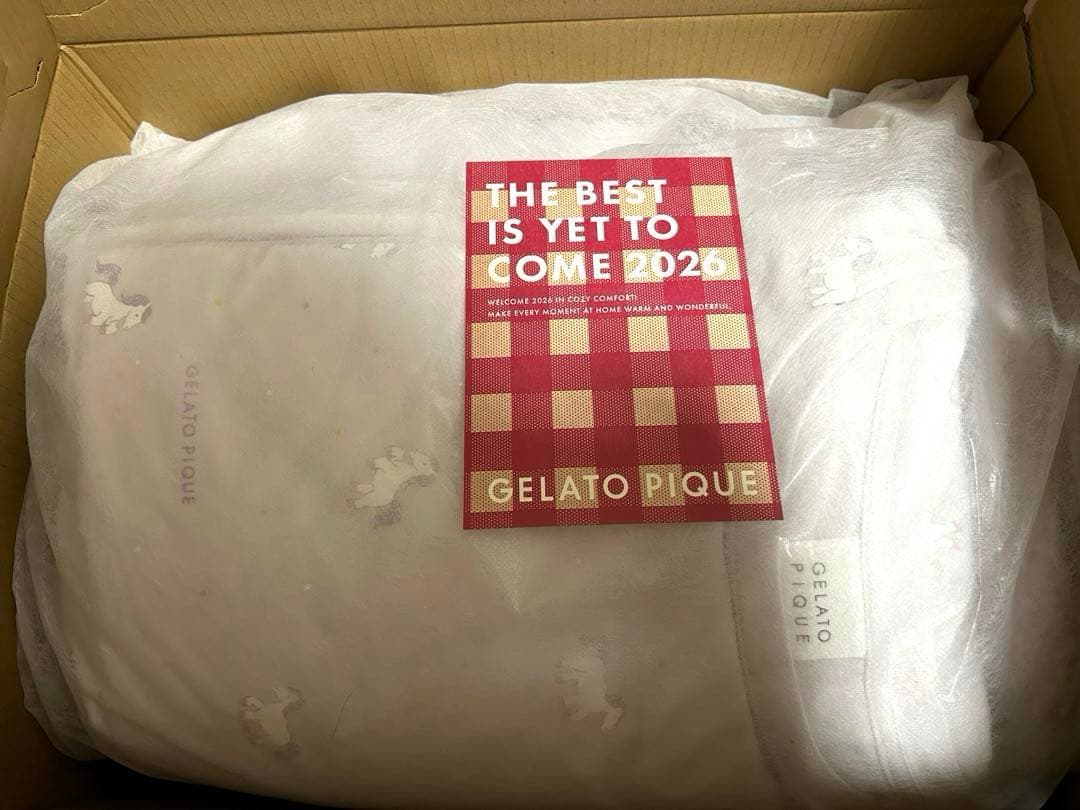 THE BEST
IS YET TO
COME 2026
WELCOME 2026 IN COZY COMFORT!
MAKE EVERY MOMENT AT HOME WARM AND WONDERFUL.
GELATO PIQUE
GELATO PIQUE
GELATO
PIQUE